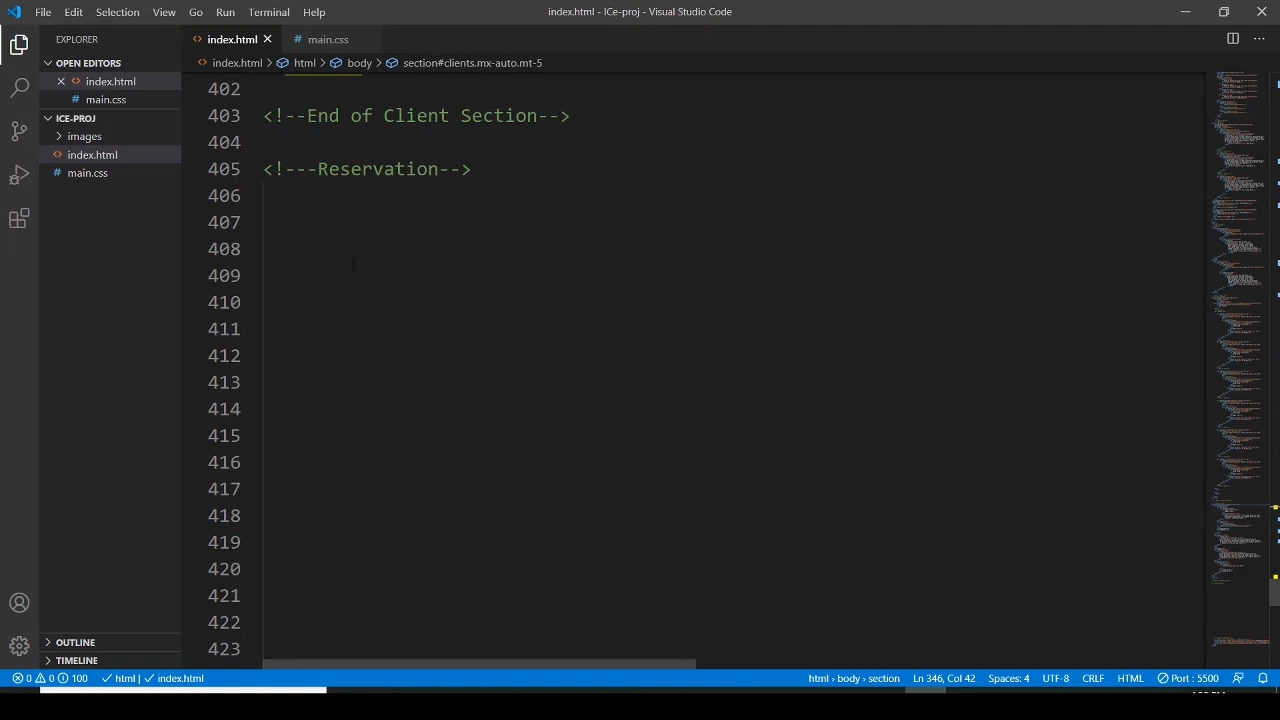 File Edit Selection View Go Run Terminal Help
index.html - ICe-proj - Visual Studio Code
EXPLORER
index.html
main.css
OPEN EDITORS
index.html
main.css
ICE-PROJ
images
index.html
main.css
OUTLINE
TIMELINE
index.html > html > body > section#clients.mx-auto.mt-5
402
403 <!--End of Client Section-->
404
405 <!---Reservation-->
406
407
408
409
410
411
412
413
414
415
416
417
418
419
420
421
422
423
0 0 100 html | index.html
html > body > section Ln 346, Col 42 Spaces: 4 UTF-8 CRLF HTML Port : 5500